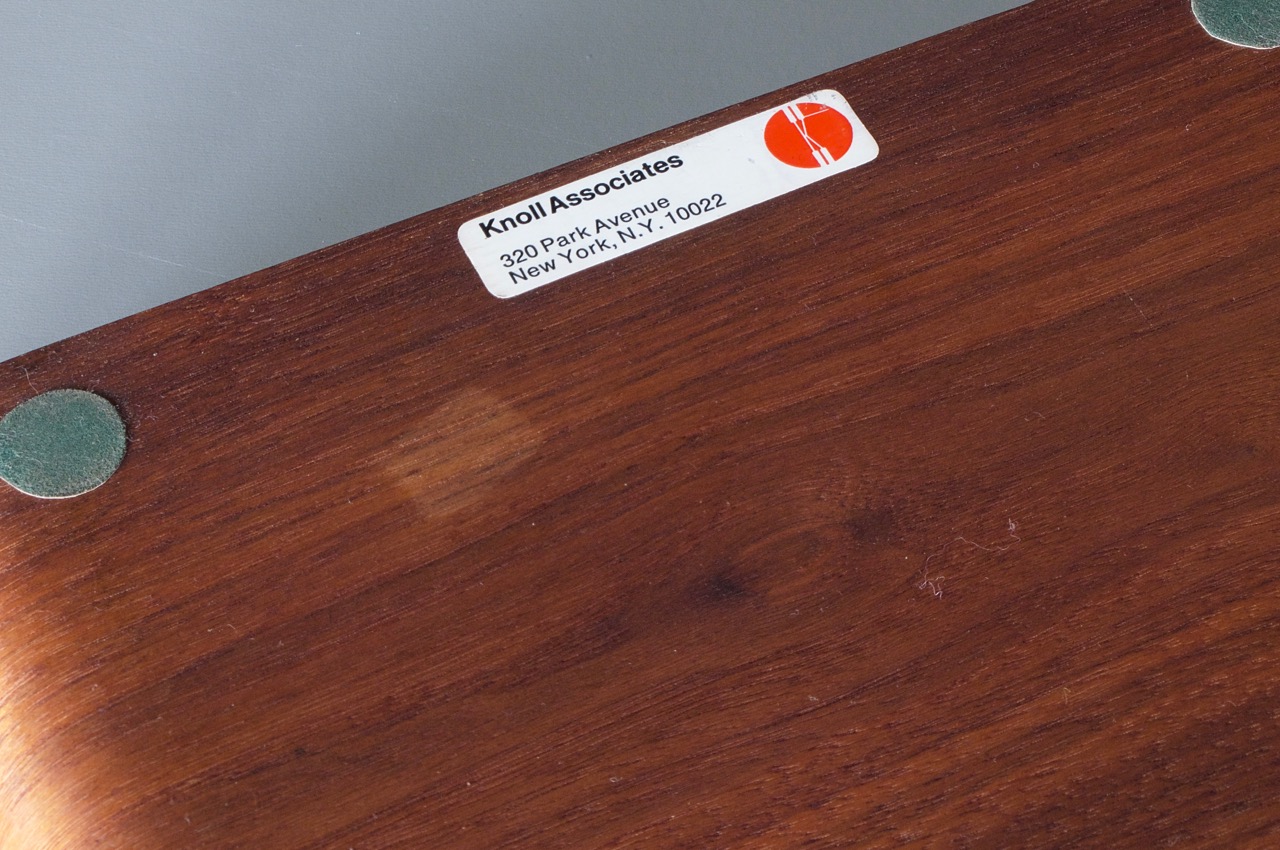 Knoll Associates
320 Park Avenue
New York, N.Y. 10022